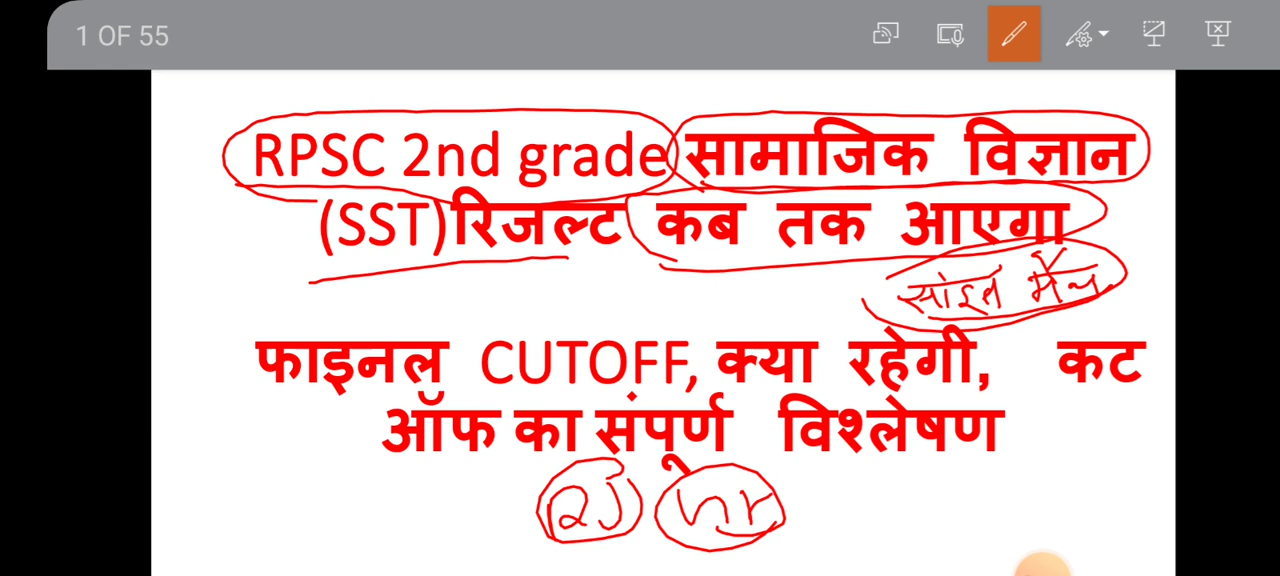 1 OF 55
RPSC 2nd grade सामाजिक विज्ञान
(SST)रिजल्ट कब तक आएगा
फाइनल CUTOFF, क्या रहेगी, कट
ऑफ का संपूर्ण विश्लेषण